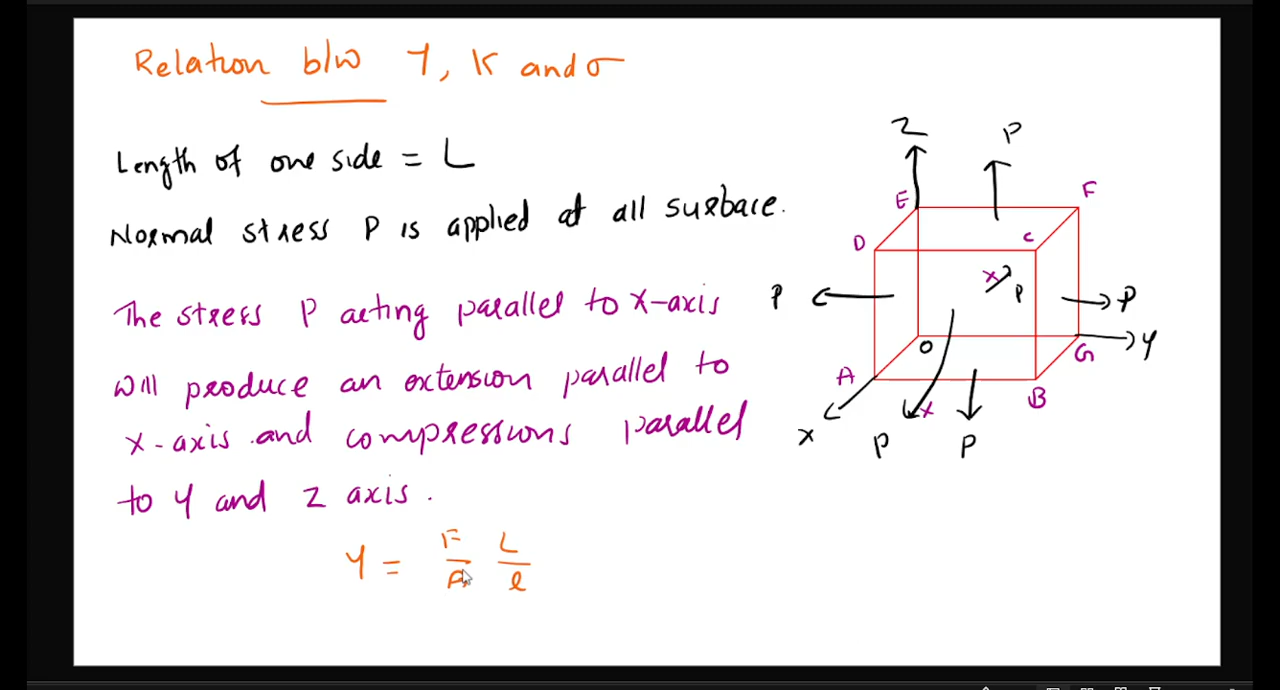 Relation b/w Y, K and σ
Length of one side = L
Normal stress P is applied at all surface.
The stress P acting parallel to X-axis
will produce an extension parallel to
X-axis and compressions parallel
to Y and Z axis.
Y = F/A L/l
Z
P
E
F
D
C
P
X
P
P
O
G
Y
A
B
X
X
P
P